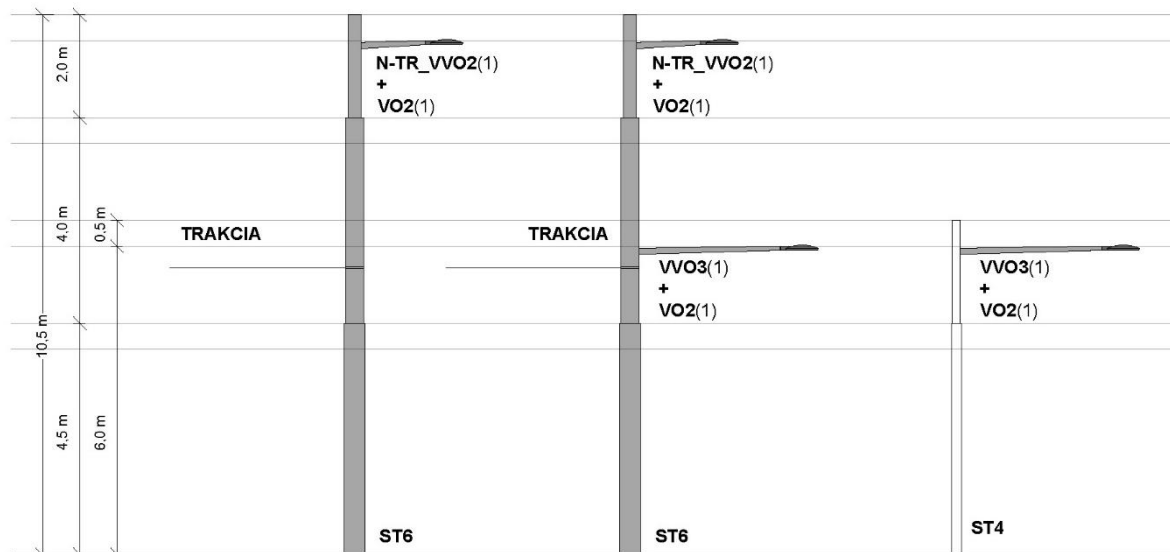 2.0 m
4.0 m
0.5 m
10.5 m
4.5 m
6.0 m
N-TR_VVO2(1)
+
VO2(1)
N-TR_VVO2(1)
+
VO2(1)
TRAKCIA
TRAKCIA
VVO3(1)
+
VO2(1)
VVO3(1)
+
VO2(1)
ST6
ST6
ST4